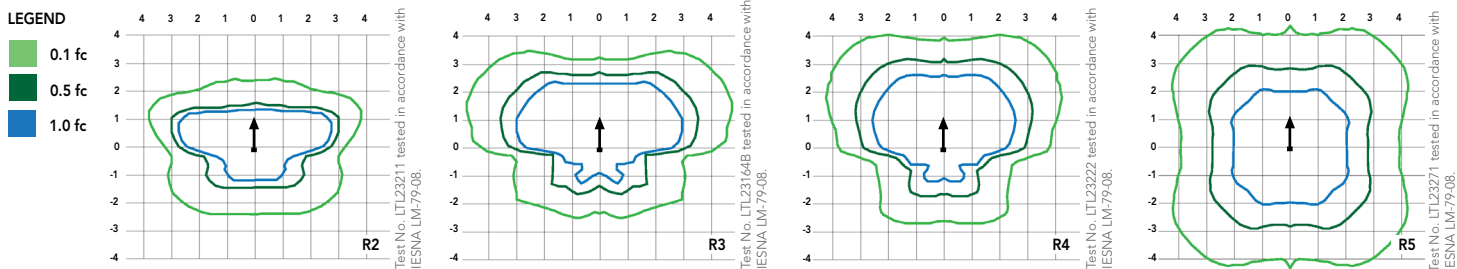 LEGEND
0.1 fc
0.5 fc
1.0 fc
4 3 2 1 0 1 2 3 4
4
3
2
1
0
-1
-2
-3
-4
R2
Test No. LTL23211 tested in accordance with
IESNA LM-79-08.
4 3 2 1 0 1 2 3 4
4
3
2
1
0
-1
-2
-3
-4
R3
Test No. LTL23164B tested in accordance with
IESNA LM-79-08.
4 3 2 1 0 1 2 3 4
4
3
2
1
0
-1
-2
-3
-4
R4
Test No. LTL23222 tested in accordance with
IESNA LM-79-08.
4 3 2 1 0 1 2 3 4
4
3
2
1
0
-1
-2
-3
-4
R5
Test No. LTL23271 tested in accordance with
ESNA LM-79-08.